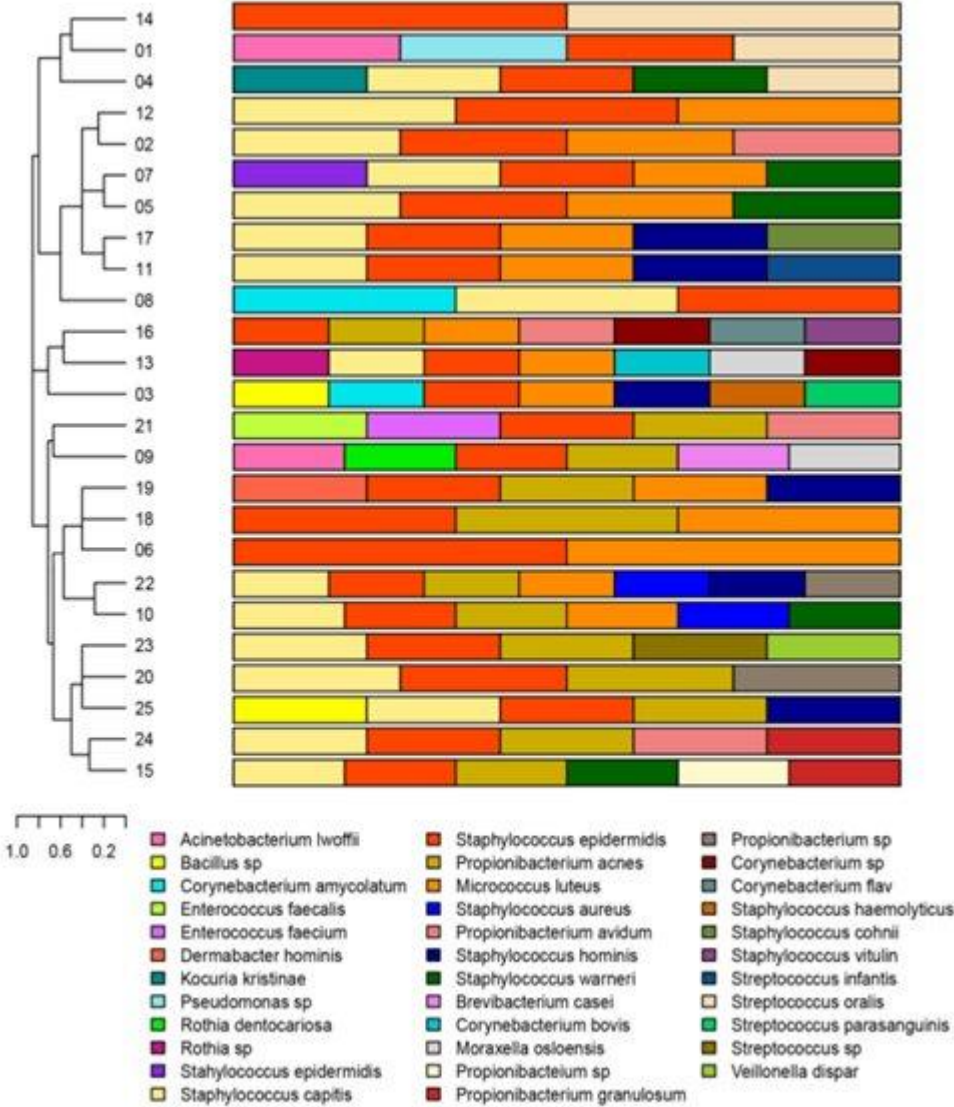 14
01
04
12
02
07
05
17
11
08
16
13
03
21
09
19
18
06
22
10
23
20
25
24
15
1.0 0.6 0.2
Acinetobacterium lwoffii
Bacillus sp
Corynebacterium amycolatum
Enterococcus faecalis
Enterococcus faecium
Dermabacter hominis
Kocuria kristinae
Pseudomonas sp
Rothia dentocariosa
Rothia sp
Stahylococcus epidermidis
Staphylococcus capitis
Staphylococcus epidermidis
Propionibacterium acnes
Micrococcus luteus
Staphylococcus aureus
Propionibacterium avidum
Staphylococcus hominis
Staphylococcus warneri
Brevibacterium casei
Corynebacterium bovis
Moraxella osloensis
Propionibacteium sp
Propionibacterium granulosum
Propionibacterium sp
Corynebacterium sp
Corynebacterium flav
Staphylococcus haemolyticus
Staphylococcus cohnii
Staphylococcus vitulin
Streptococcus infantis
Streptococcus oralis
Streptococcus parasanguinis
Streptococcus sp
Veillonella dispar